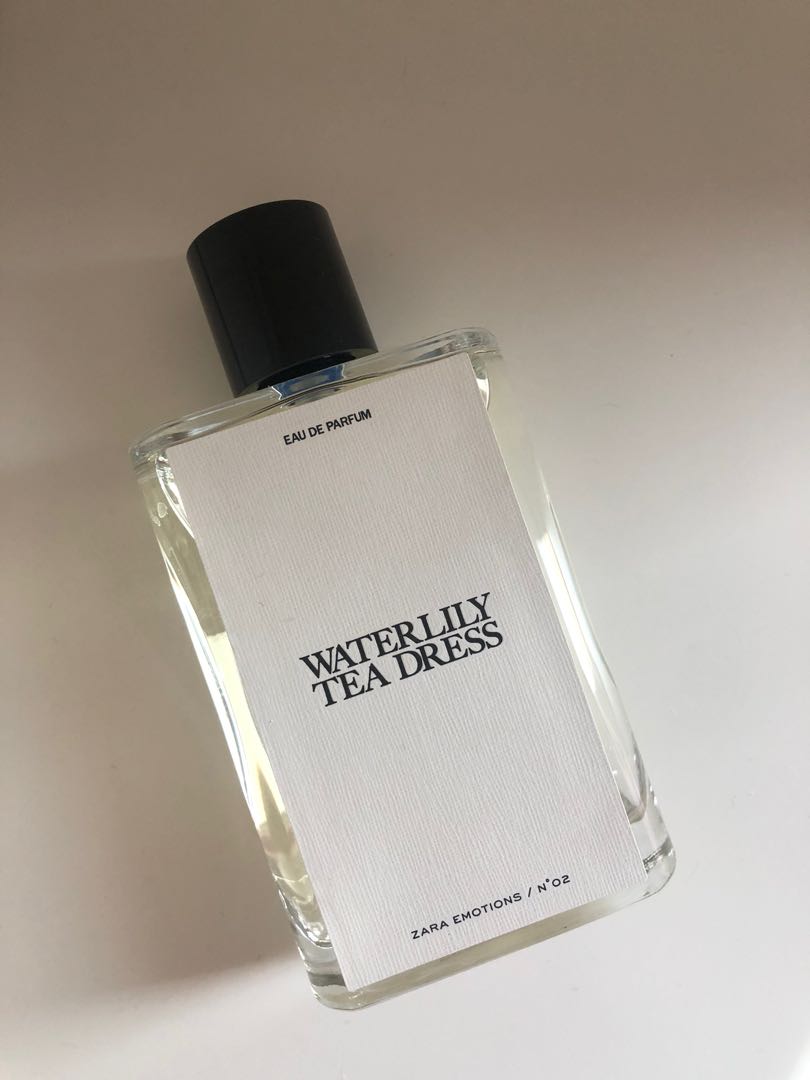 EAU DE PARFUM
WATERLILY
TEA DRESS
ZARA EMOTIONS / N°02